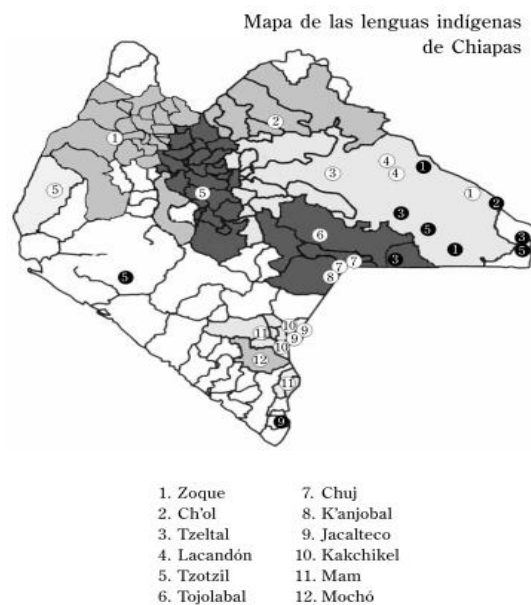 Mapa de las lenguas indígenas
de Chiapas
2
1
4
1
3
4
1
5
5
2
3
5
6
3
5
1
5
7
7
3
5
8
10
9
11
9
10
12
11
9
1. Zoque
2. Ch'ol
3. Tzeltal
4. Lacandón
5. Tzotzil
6. Tojolabal
7. Chuj
8. K'anjobal
9. Jacalteco
10. Kakchikel
11. Mam
12. Mochó